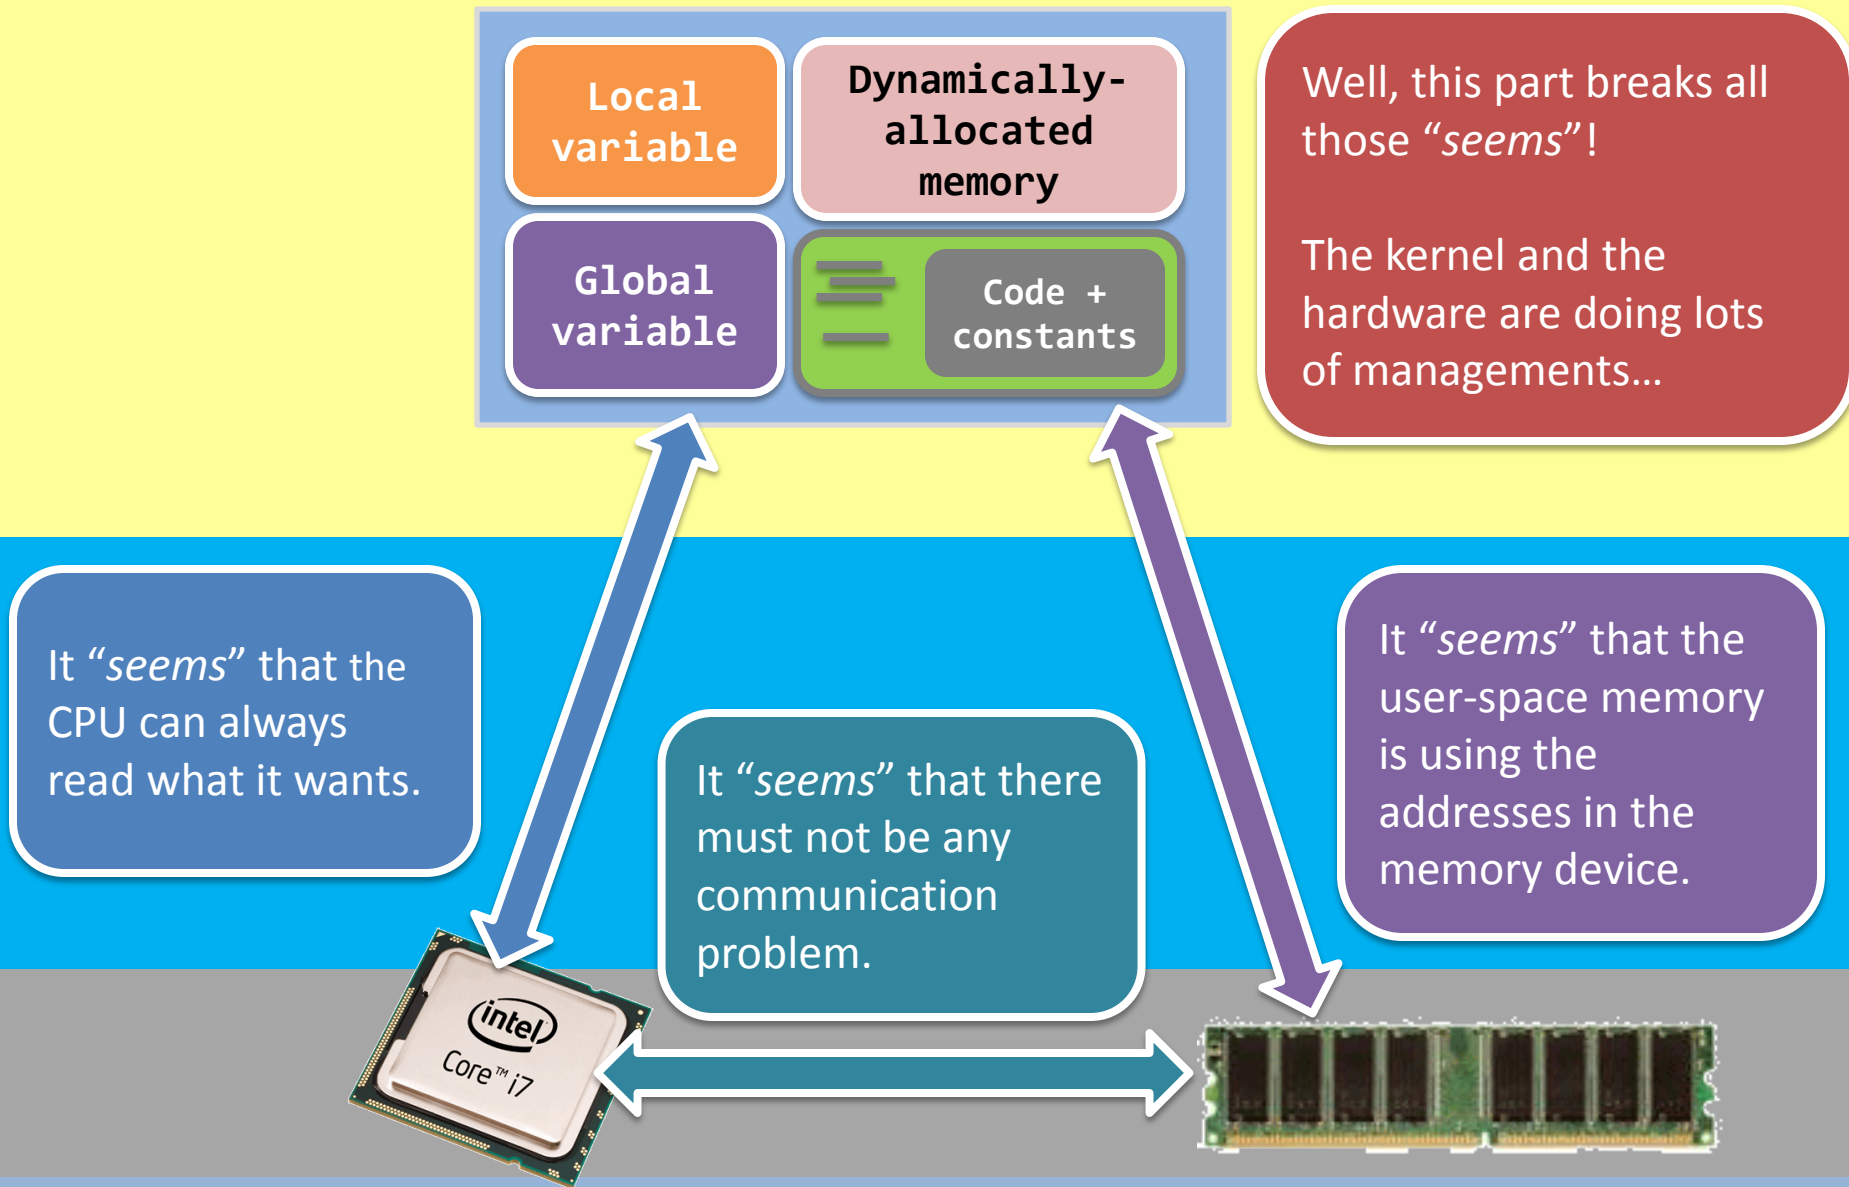 Local
variable
Dynamically-
allocated
memory
Global
variable
Code +
constants
Well, this part breaks all
those “seems”!
The kernel and the
hardware are doing lots
of managements…
It “seems” that the
CPU can always
read what it wants.
It “seems” that there
must not be any
communication
problem.
It “seems” that the
user-space memory
is using the
addresses in the
memory device.
intel
Core™ i7